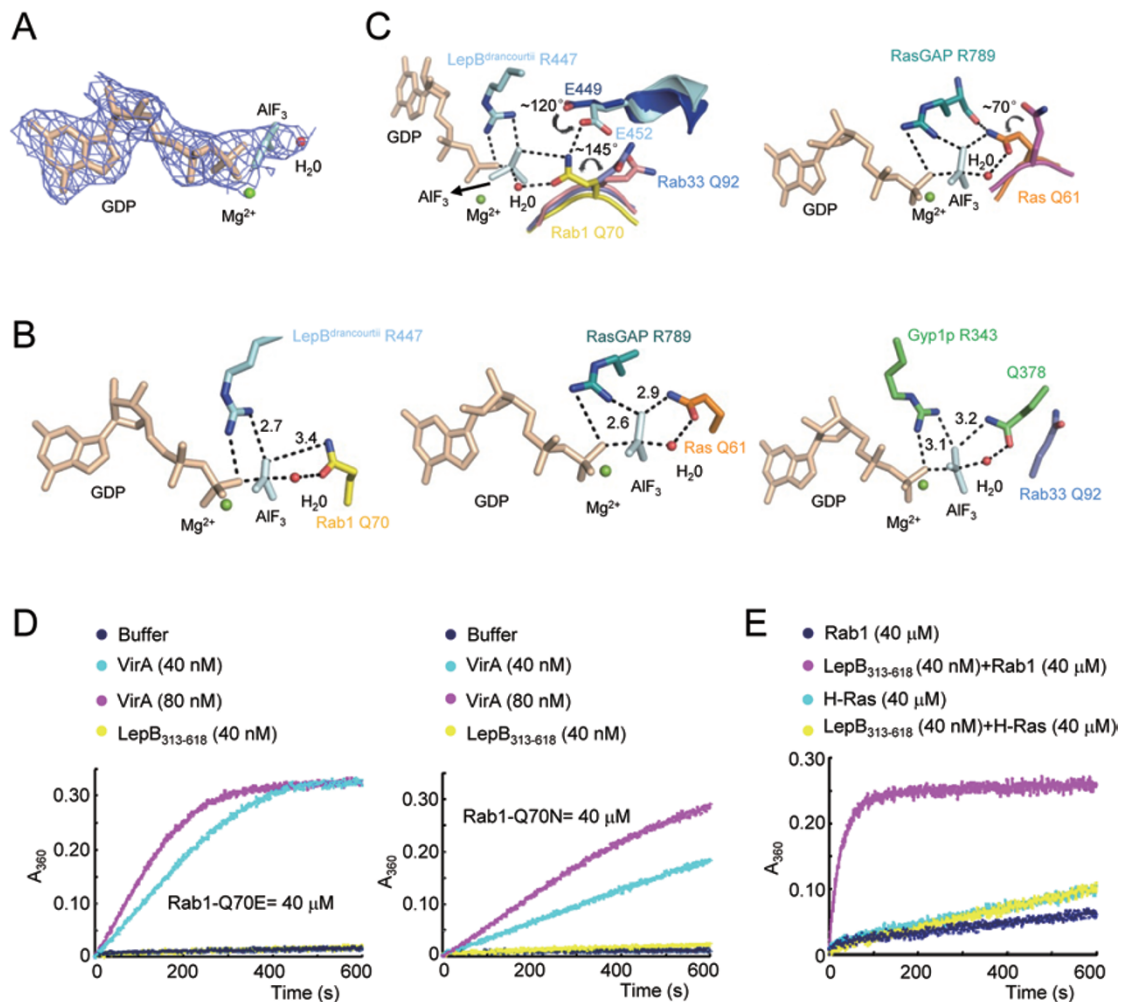 A
AlF3
H20
GDP
Mg2+
C
LepBdrancourtii R447
E449
~120°
E452
GDP
~145°
Rab33 Q92
AlF3
Mg2+
H20
Rab1 Q70
RasGAP R789
~70°
H20
GDP
Mg2+
AlF3
Ras Q61
B
LepBdrancourtii R447
2.7
3.4
GDP
H20
Mg2+
AlF3
Rab1 Q70
RasGAP R789
2.9
2.6
Ras Q61
H20
GDP
Mg2+
AlF3
Gyp1p R343
Q378
3.2
3.1
H20
GDP
Mg2+
AlF3
Rab33 Q92
D
Buffer
VirA (40 nM)
VirA (80 nM)
LepB313-618 (40 nM)
0.30
0.20
0.10
0
A360
Rab1-Q70E= 40 μM
0 200 400 600
Time (s)
Buffer
VirA (40 nM)
VirA (80 nM)
LepB313-618 (40 nM)
Rab1-Q70N= 40 μM
0.30
0.20
0.10
0
A360
0 200 400 600
Time (s)
E
Rab1 (40 μM)
LepB313-618 (40 nM)+Rab1 (40 μM)
H-Ras (40 μM)
LepB313-618 (40 nM)+H-Ras (40 μM)
0.30
0.20
0.10
0
A360
0 200 400 600
Time (s)